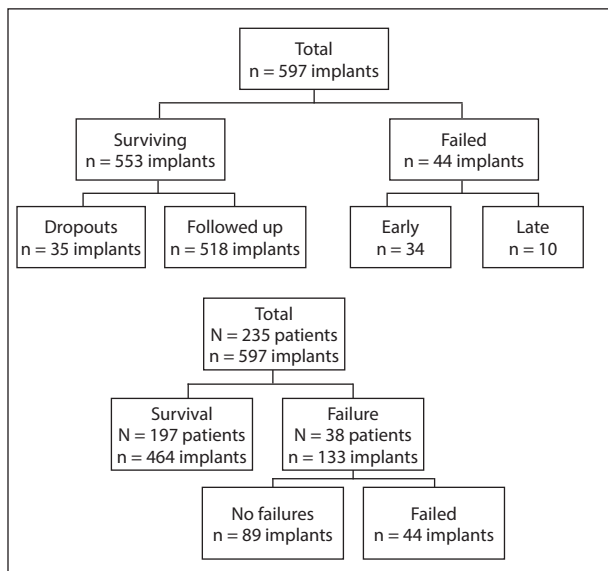 Total
n = 597 implants
Surviving
n = 553 implants
Failed
n = 44 implants
Dropouts
n = 35 implants
Followed up
n = 518 implants
Early
n = 34
Late
n = 10
Total
N = 235 patients
n = 597 implants
Survival
N = 197 patients
n = 464 implants
Failure
N = 38 patients
n = 133 implants
No failures
n = 89 implants
Failed
n = 44 implants